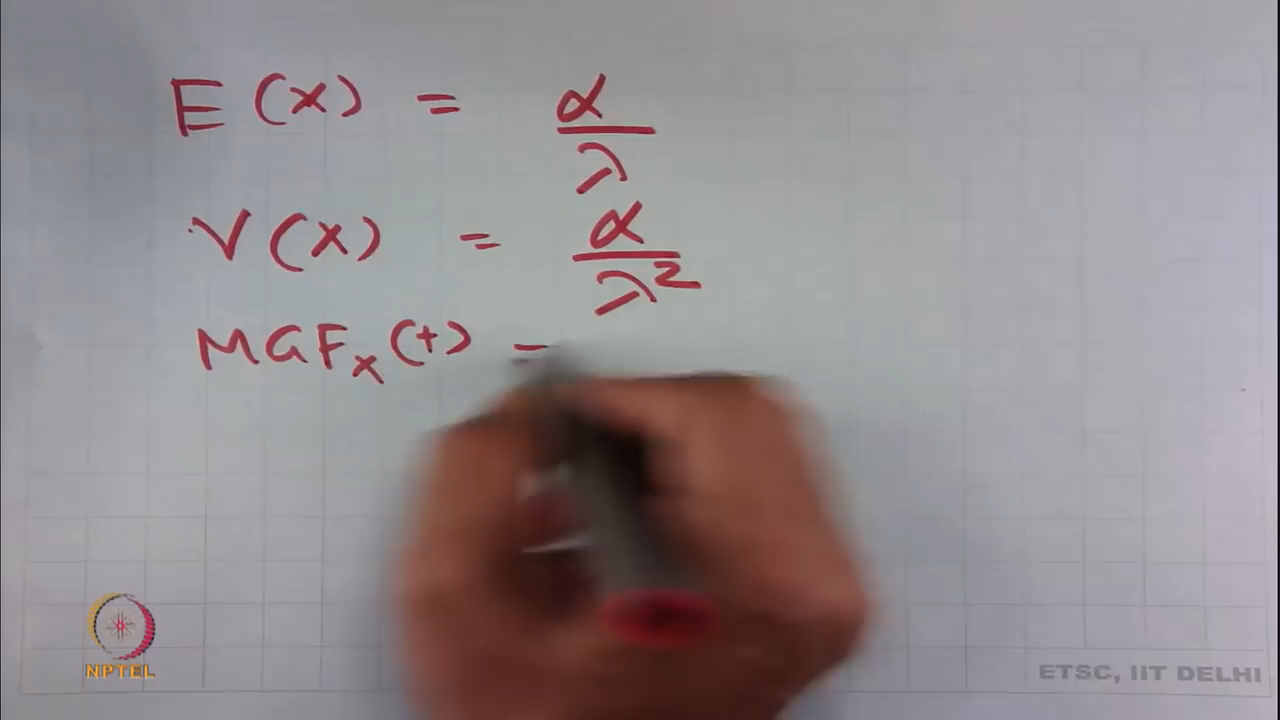 E(x) = α/λ
V(x) = α/λ²
MGFₓ(t) =
NPTEL
ETSC, IIT DELHI